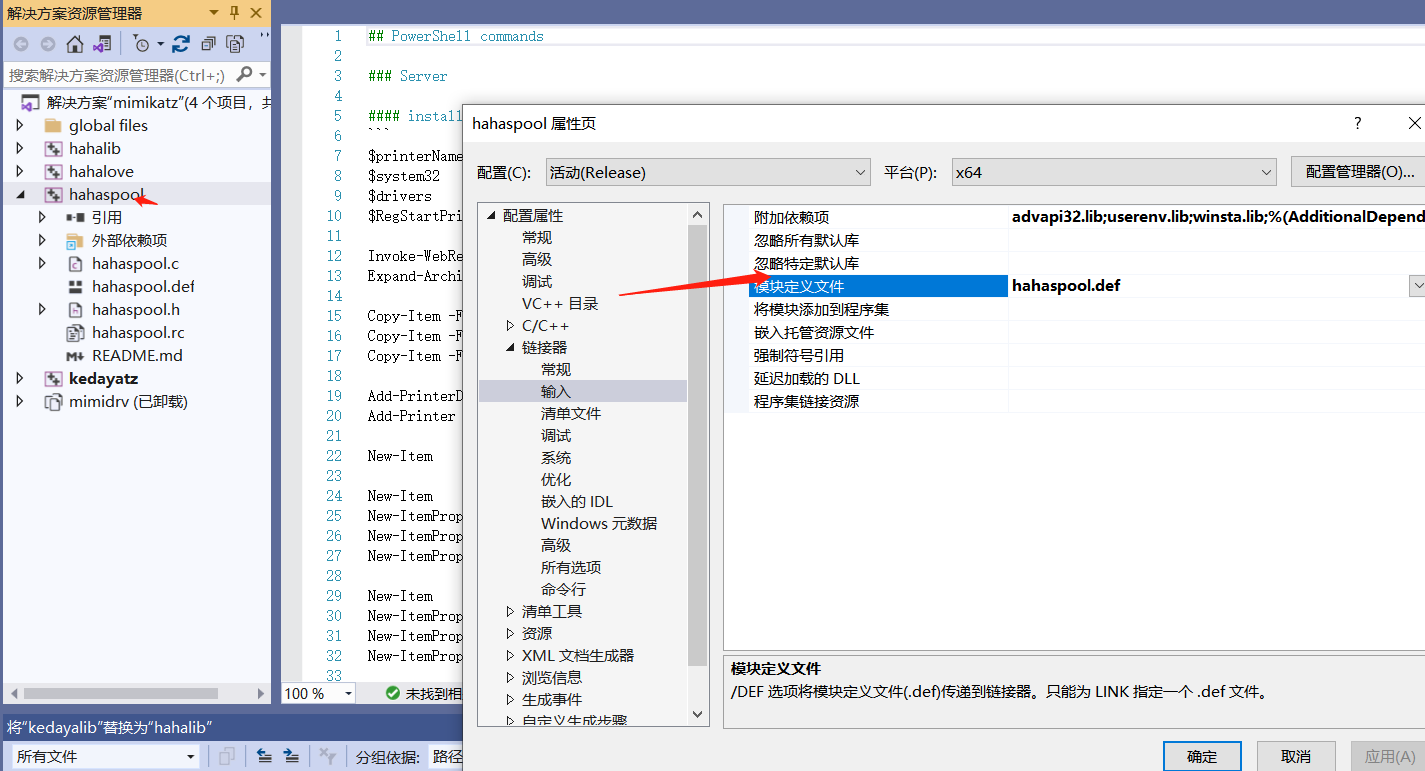 解决方案资源管理器
搜索解决方案资源管理器(Ctrl+;)
解决方案"mimikatz"(4 个项目, 共
global files
hahalib
hahalove
hahaspool
引用
外部依赖项
hahaspool.c
hahaspool.def
hahaspool.h
hahaspool.rc
README.md
kedayatz
mimidrv (已卸载)
将"kedayalib"替换为"hahalib"
所有文件
分组依据: 路径
1 ## PowerShell commands
2
3 ### Server
4
5 #### install
6 ```
7 $printerName
8 $system32
9 $drivers
10 $RegStartPri
11
12 Invoke-WebRe
13 Expand-Archi
14
15 Copy-Item -F
16 Copy-Item -F
17 Copy-Item -F
18
19 Add-PrinterD
20 Add-Printer
21
22 New-Item
23
24 New-Item
25 New-ItemProp
26 New-ItemProp
27 New-ItemProp
28
29 New-Item
30 New-ItemProp
31 New-ItemProp
32 New-ItemProp
33
100 %
未找到相
hahaspool 属性页
?
配置(C):
活动(Release)
平台(P):
x64
配置管理器(O)...
配置属性
常规
高级
调试
VC++ 目录
C/C++
链接器
常规
输入
清单文件
调试
系统
优化
嵌入的 IDL
Windows 元数据
高级
所有选项
命令行
清单工具
资源
XML 文档生成器
浏览信息
生成事件
自定义生成步骤
附加依赖项 advapi32.lib;userenv.lib;winsta.lib;%(AdditionalDepend
忽略所有默认库
忽略特定默认库
模块定义文件 hahaspool.def
将模块添加到程序集
嵌入托管资源文件
强制符号引用
延迟加载的 DLL
程序集链接资源
模块定义文件
/DEF 选项将模块定义文件(.def)传递到链接器。只能为 LINK 指定一个 .def 文件。
确定
取消
应用(A)